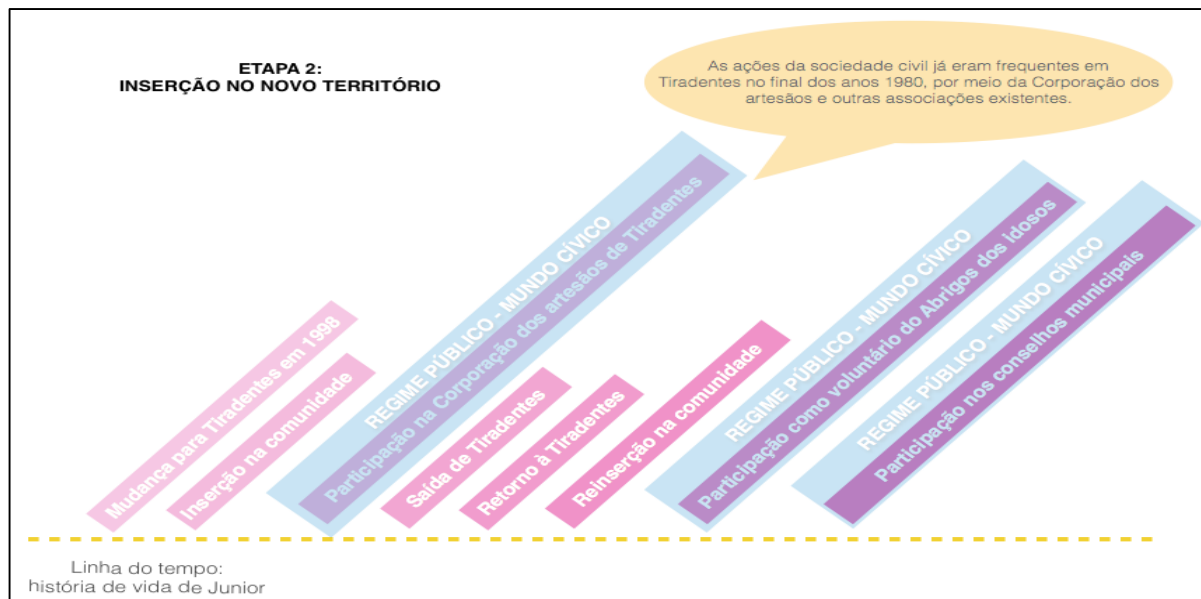 ETAPA 2:
INSERÇÃO NO NOVO TERRITÓRIO
As ações da sociedade civil já eram frequentes em
Tiradentes no final dos anos 1980, por meio da Corporação dos
artesãos e outras associações existentes.
Mudança para Tiradentes em 1998
Inserção na comunidade
REGIME PÚBLICO - MUNDO CÍVICO
Participação na Corporação dos artesãos de Tiradentes
Saída de Tiradentes
Retorno à Tiradentes
Reinserção na comunidade
REGIME PÚBLICO - MUNDO CÍVICO
Participação como voluntário do Abrigos dos idosos
REGIME PÚBLICO - MUNDO CÍVICO
Participação nos conselhos municipais
Linha do tempo:
história de vida de Junior